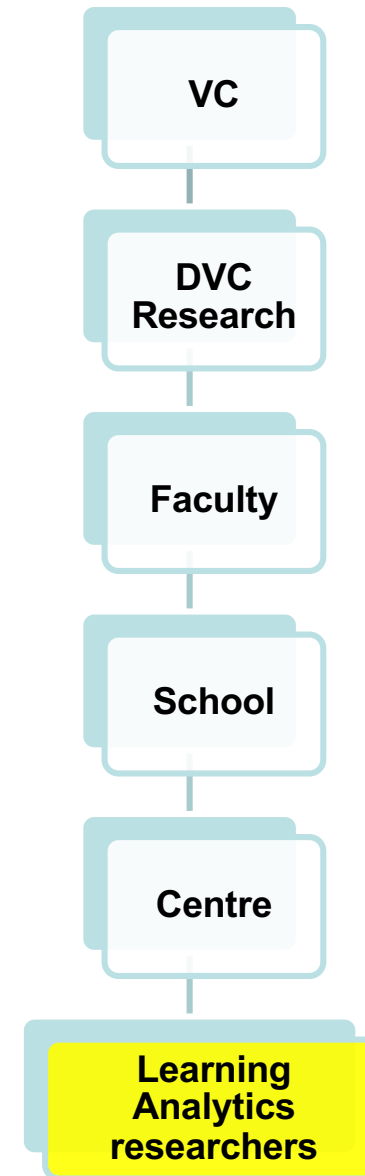 VC
DVC
Research
Faculty
School
Centre
Learning
Analytics
researchers